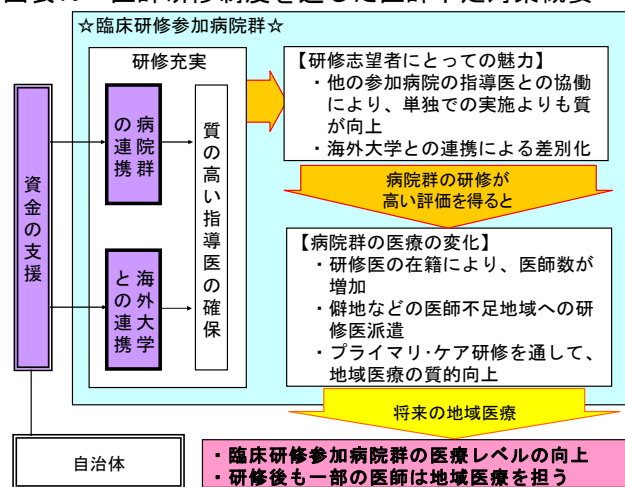 ☆臨床研修参加病院群☆
研修充実
資金の支援
病院群
の連携
海外大学
との連携
質の高い指導医の確保
【研修志望者にとっての魅力】
・他の参加病院の指導医との協働
により、単独での実施よりも質
が向上
・海外大学との連携による差別化
病院群の研修が
高い評価を得ると
【病院群の医療の変化】
・研修医の在籍により、医師数が
増加
・僻地などの医師不足地域への研
修医派遣
・プライマリ・ケア研修を通して、
地域医療の質的向上
将来の地域医療
自治体
・臨床研修参加病院群の医療レベルの向上
・研修後も一部の医師は地域医療を担う